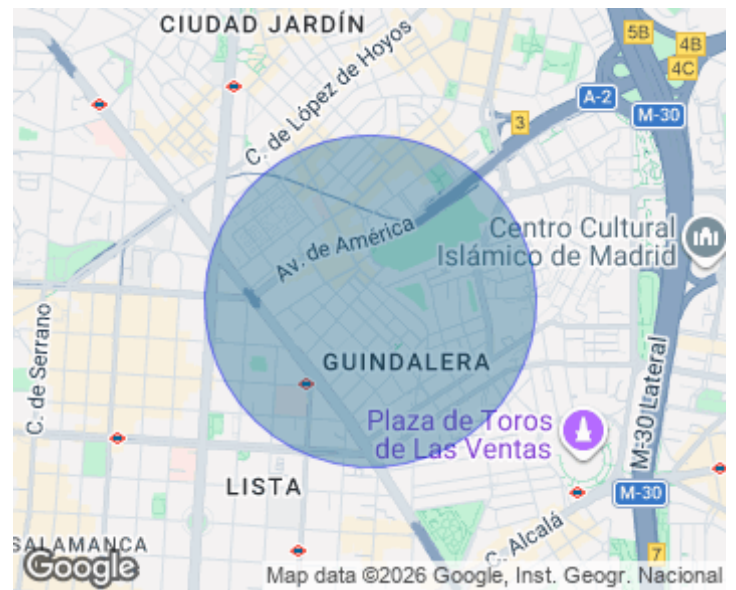 CIUDAD JARDÍN
C. de López de Hoyos
5B
4B
4C
A-2
3
M-30
Av. de América
Centro Cultural
Islámico de Madrid
C. de Serrano
GUINDALERA
M-30 Lateral
Plaza de Toros
de Las Ventas
LISTA
M-30
SALAMANCA
C. Alcalá
7
Google
Map data ©2026 Google, Inst. Geogr. Nacional